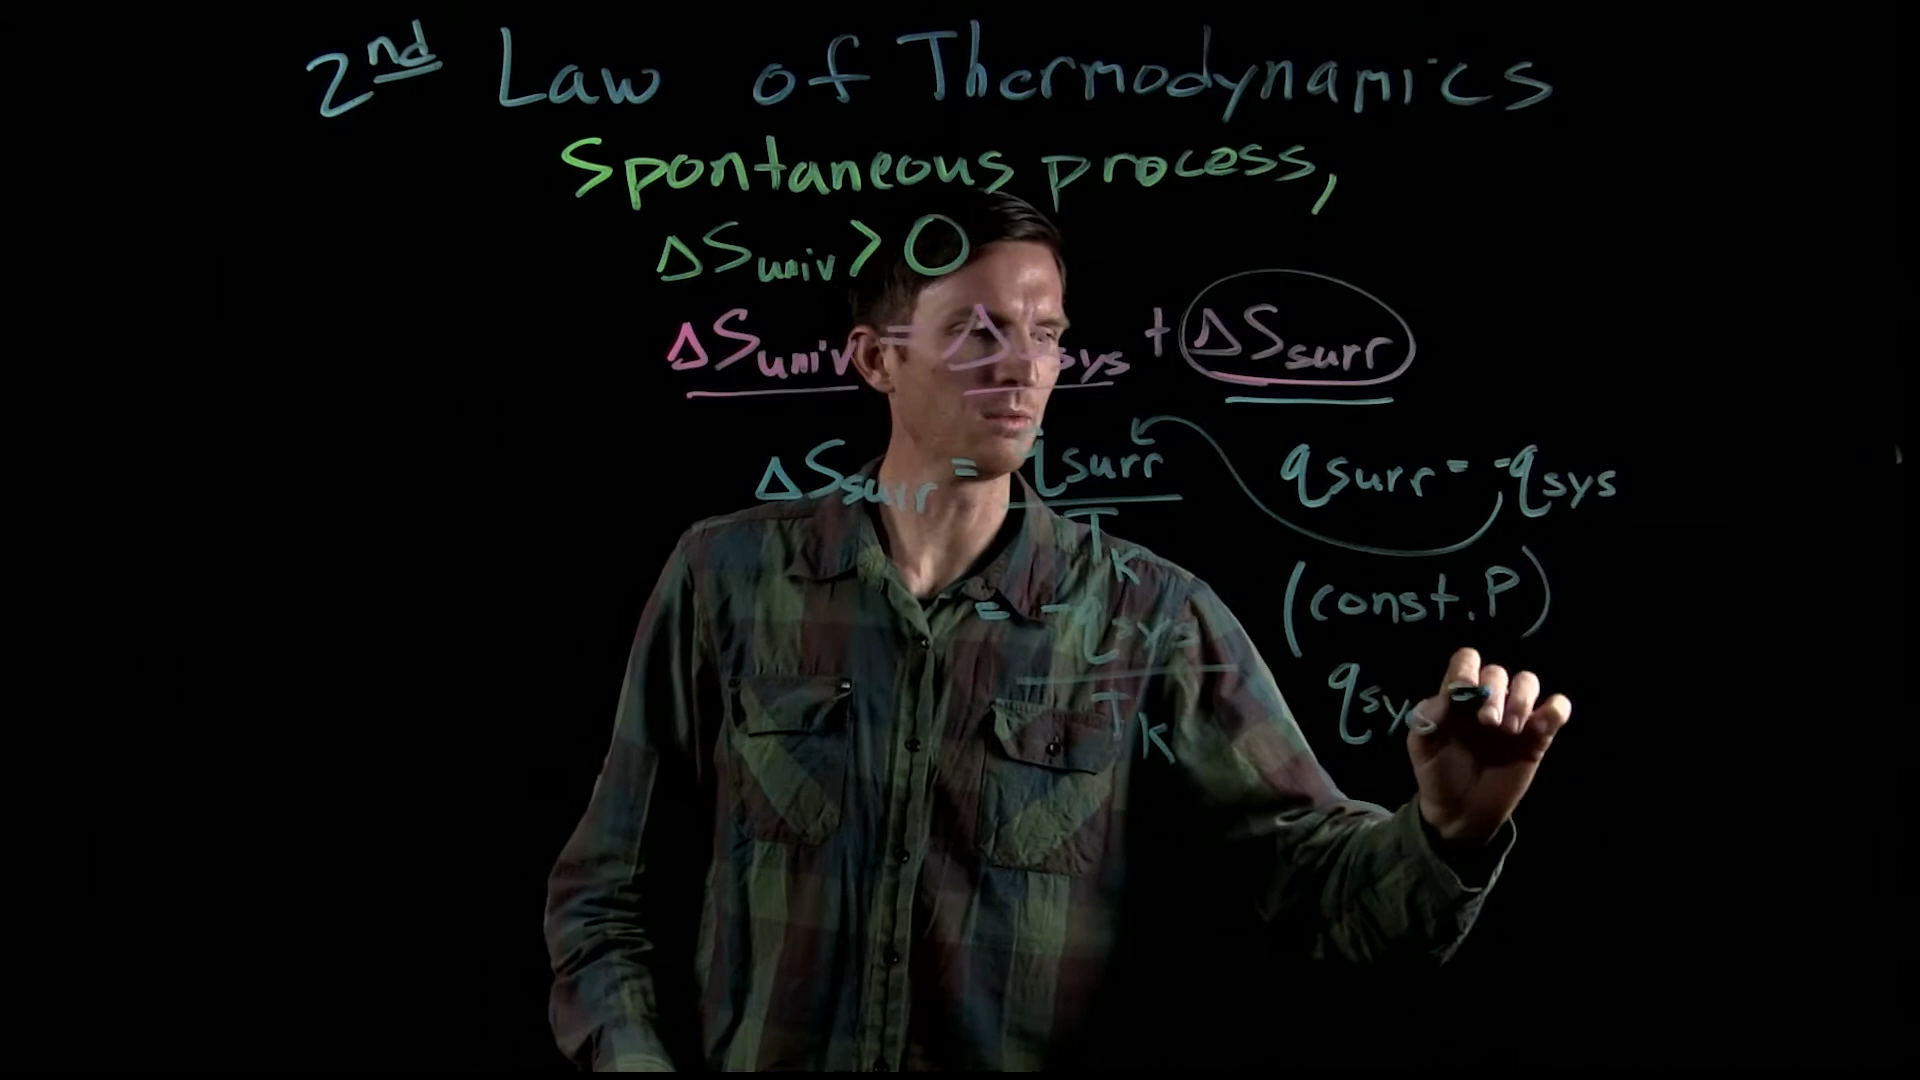 2nd Law of Thermodynamics
Spontaneous process,
ΔSuniv > 0
ΔSuniv = ΔSsys + ΔSsurr
ΔSsurr = qsurr / TK
qsurr = -qsys
= -qsys / TK
(const. P)
qsys =